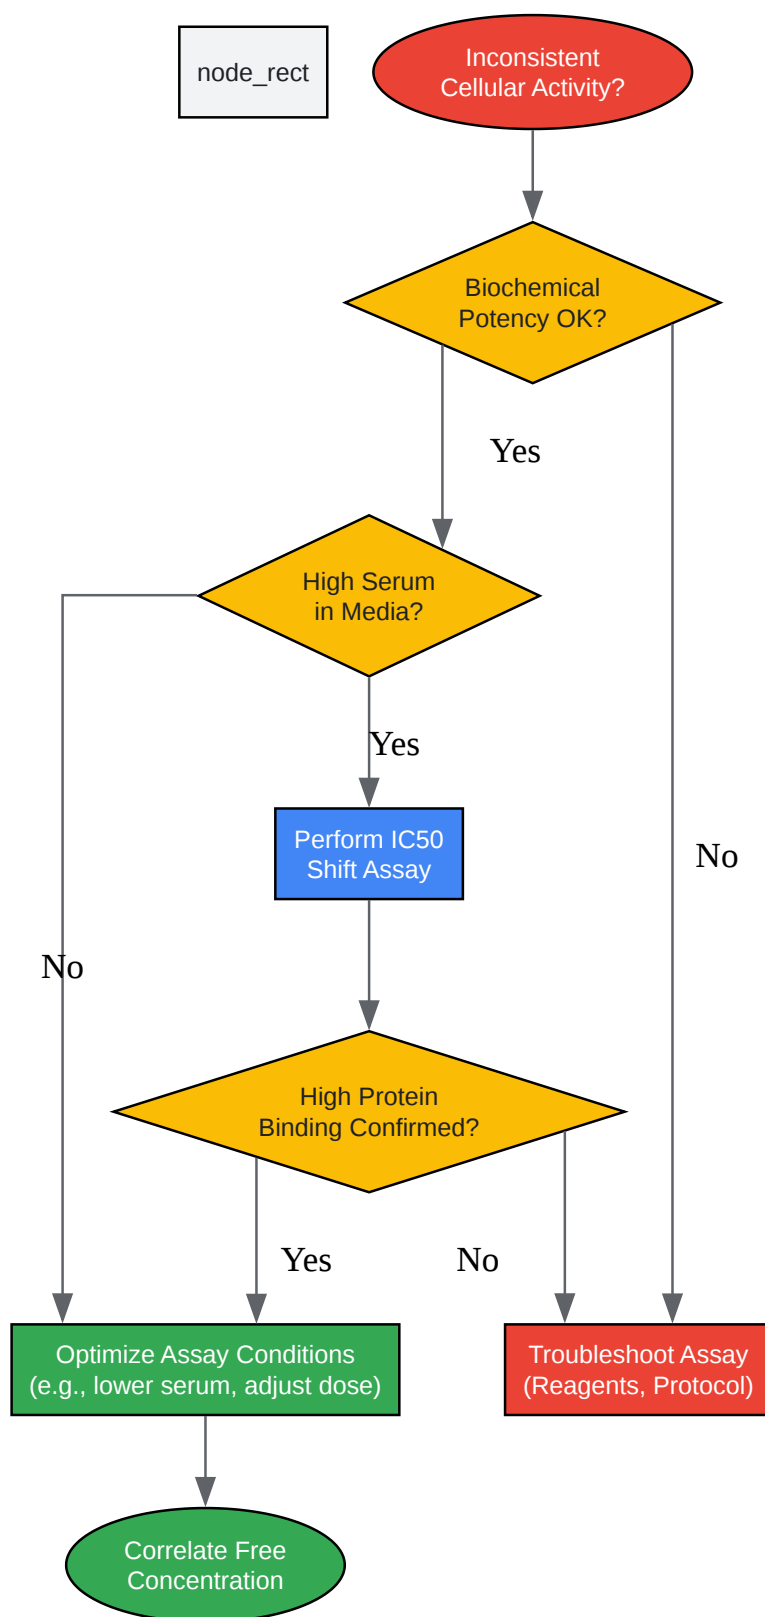 node_rect
Inconsistent
Cellular Activity?
Biochemical
Potency OK?
Yes
High Serum
in Media?
Yes
Perform IC50
Shift Assay
No
No
High Protein
Binding Confirmed?
Yes
No
Optimize Assay Conditions
(e.g., lower serum, adjust dose)
Troubleshoot Assay
(Reagents, Protocol)
Correlate Free
Concentration